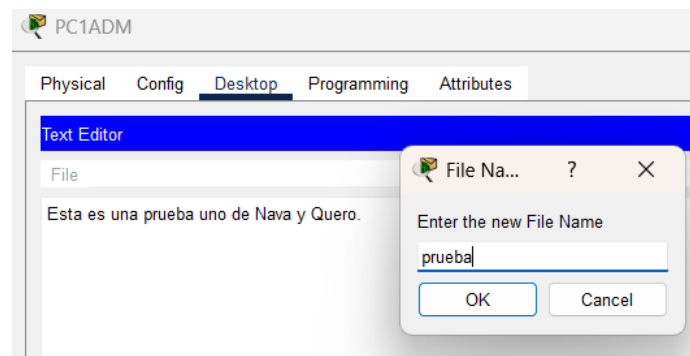 PC1ADM
Physical Config Desktop Programming Attributes
Text Editor
File
Esta es una prueba uno de Nava y Quero.
File Na... ? X
Enter the new File Name
prueba
OK Cancel